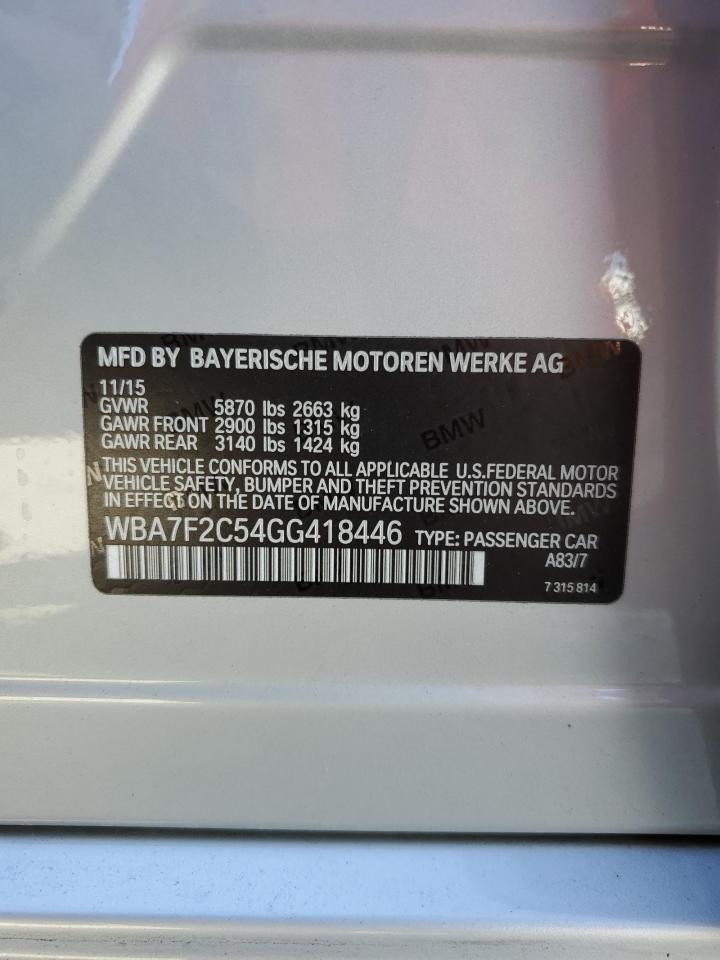 MFD BY BAYERISCHE MOTOREN WERKE AG
11/15
GVWR 5870 lbs 2663 kg
GAWR FRONT 2900 lbs 1315 kg
GAWR REAR 3140 lbs 1424 kg
THIS VEHICLE CONFORMS TO ALL APPLICABLE U.S.FEDERAL MOTOR
VEHICLE SAFETY, BUMPER AND THEFT PREVENTION STANDARDS
IN EFFECT ON THE DATE OF MANUFACTURE SHOWN ABOVE.
WBA7F2C54GG418446 TYPE: PASSENGER CAR
A83/7
7 315 814
BMW